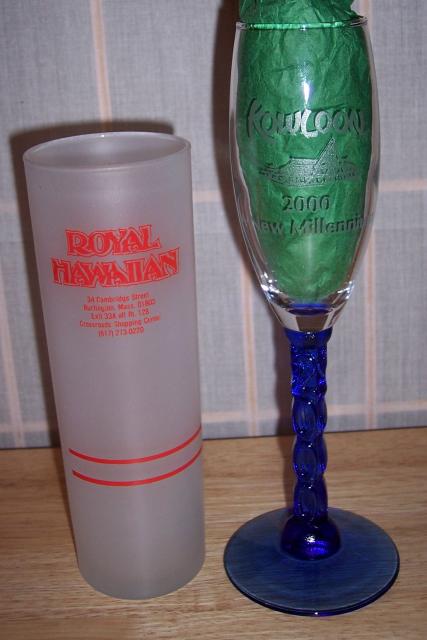 ROYAL
HAWAIIAN
34 Cambridge Street
Burlington, Mass. 01803
Exit 33A off Rt. 128
Crossroads Shopping Center
(617) 273-0220
KOWLOON
2000
New Millenni